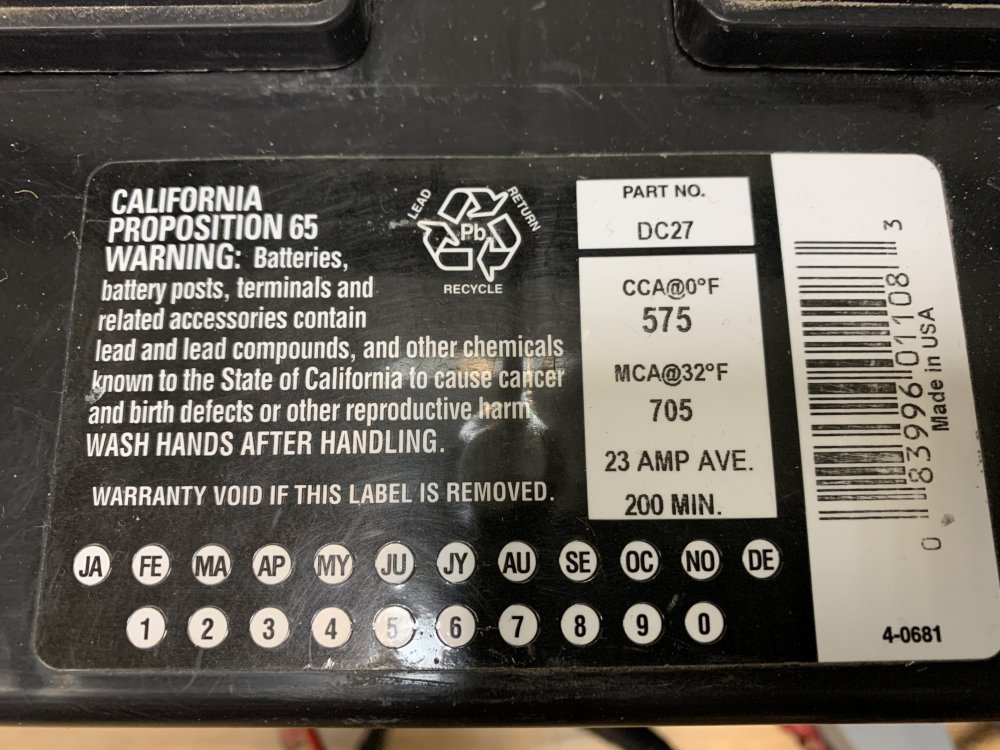 CALIFORNIA
PROPOSITION 65
WARNING: Batteries,
battery posts, terminals and
related accessories contain
lead and lead compounds, and other chemicals
known to the State of California to cause cancer
and birth defects or other reproductive harm.
WASH HANDS AFTER HANDLING.
WARRANTY VOID IF THIS LABEL IS REMOVED.
LEAD
RETURN
Pb
RECYCLE
PART NO.
DC27
CCA@0°F
575
MCA@32°F
705
23 AMP AVE.
200 MIN.
0 83996 01108 3
Made in USA
4-0681
JA FE MA AP MY JU JY AU SE OC NO DE
1 2 3 4 5 6 7 8 9 0